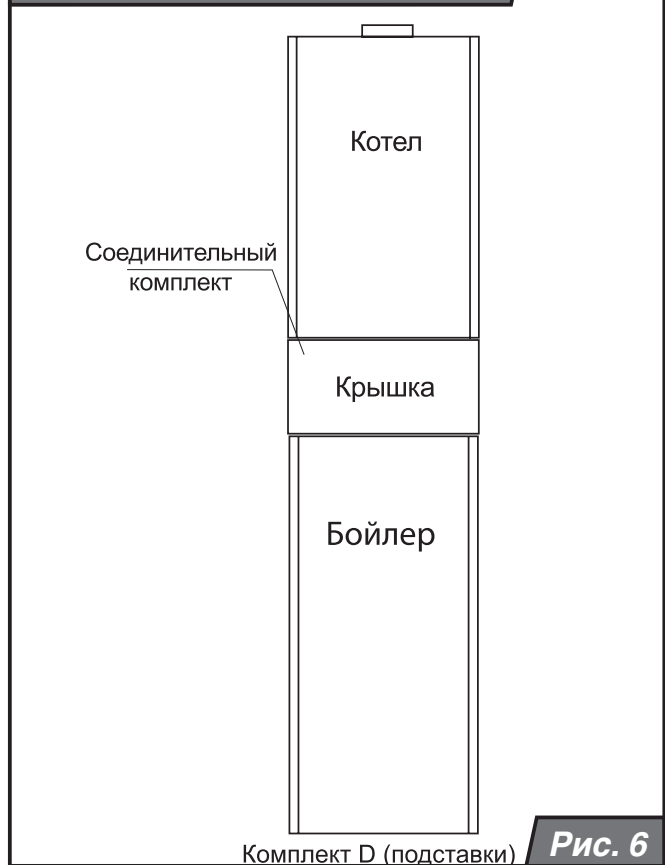 Котел
Соединительный
комплект
Крышка
Бойлер
Комплект D (подставки)
Рис. 6